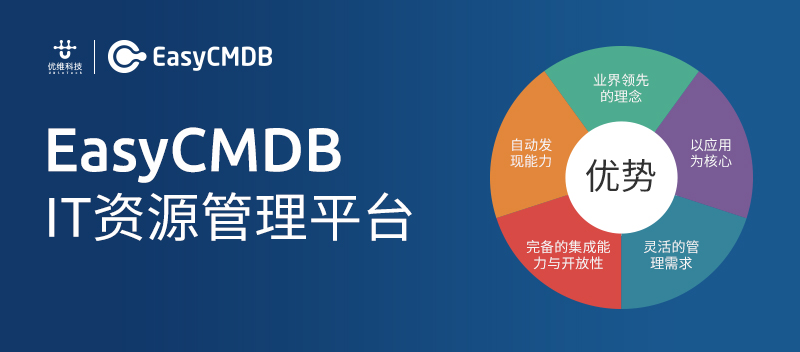 优维科技
UWinTech
EasyCMDB
EasyCMDB
IT资源管理平台
业界领先
的理念
以应用
为核心
灵活的管
理需求
完备的集成能
力与开放性
自动发
现能力
优势